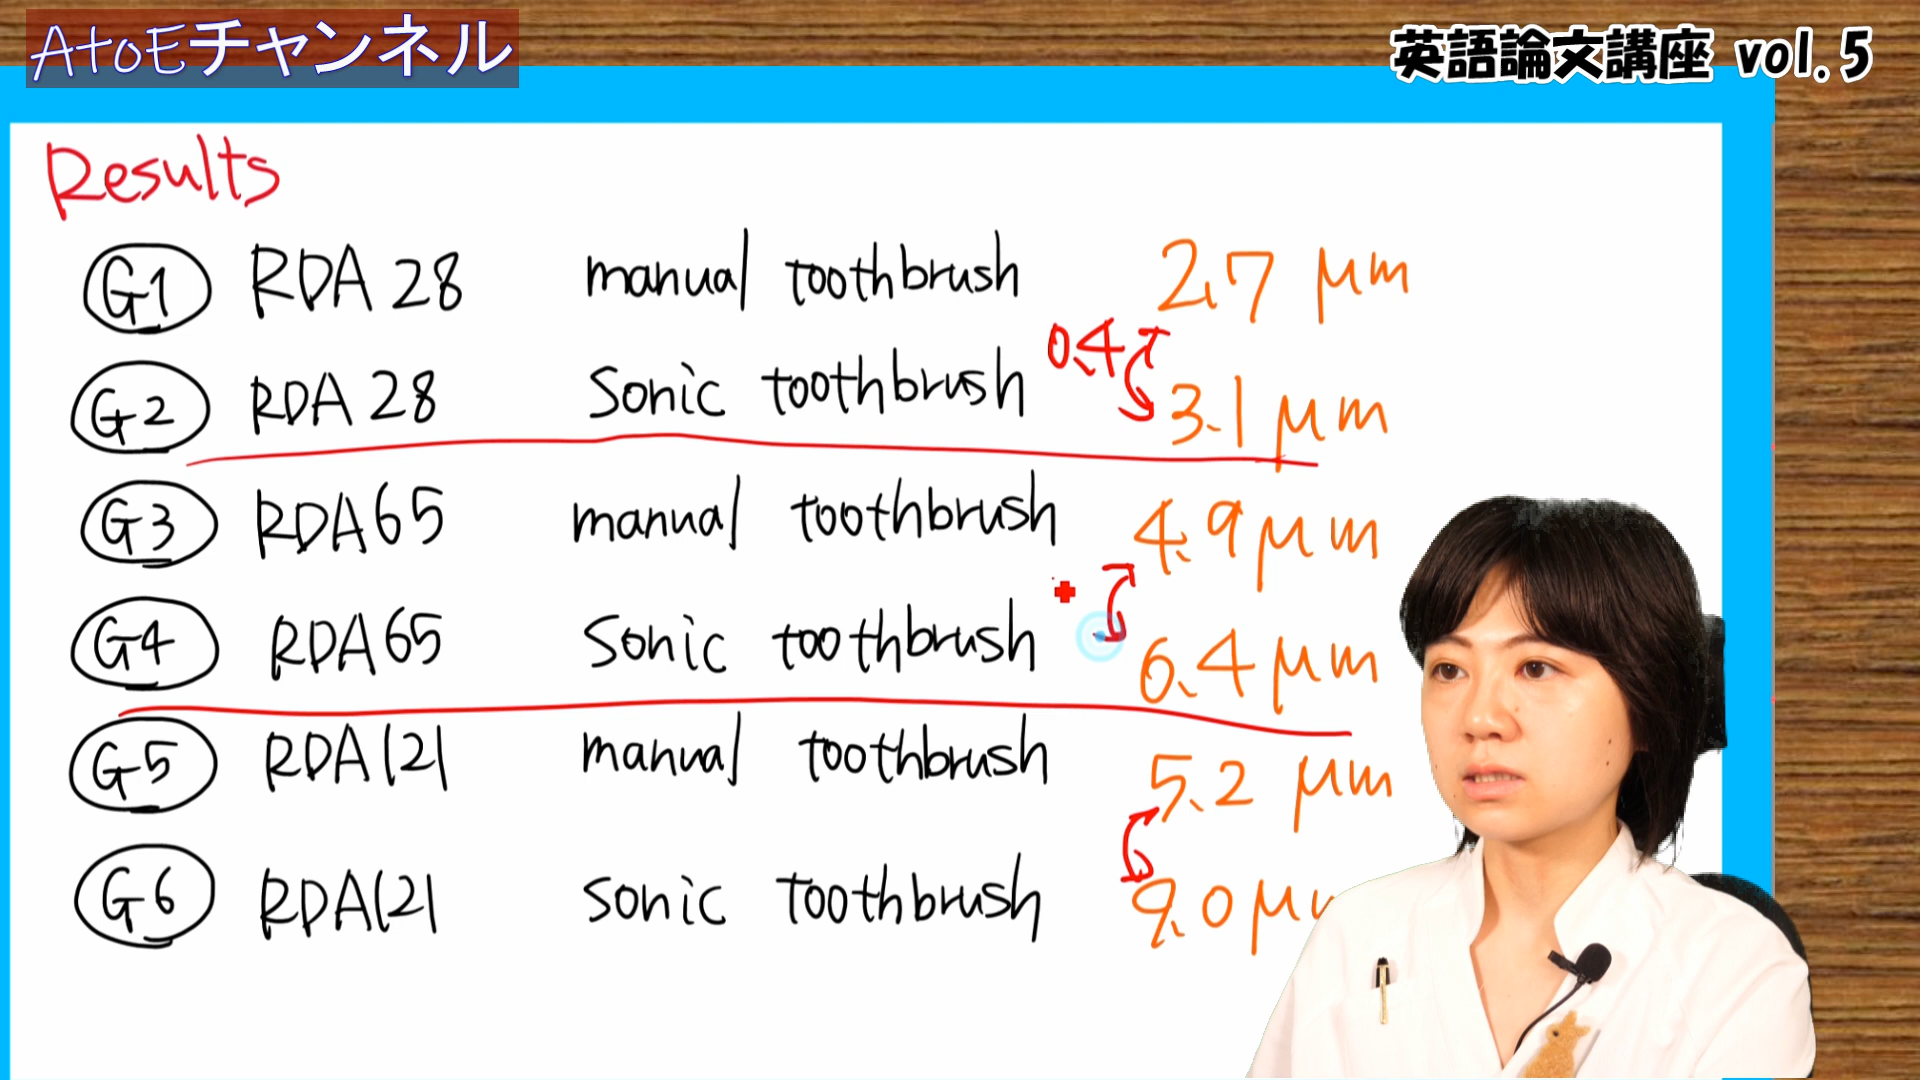 AtoEチャンネル
英語論文講座 vol.5
Results
G1 RDA 28 manual toothbrush 2.7 μm
0.4
G2 RDA 28 Sonic toothbrush 3.1 μm
G3 RDA65 manual toothbrush 4.9 μm
G4 RDA65 Sonic toothbrush 6.4 μm
G5 RDA121 manual toothbrush 5.2 μm
G6 RDA121 sonic toothbrush 9.0 μm